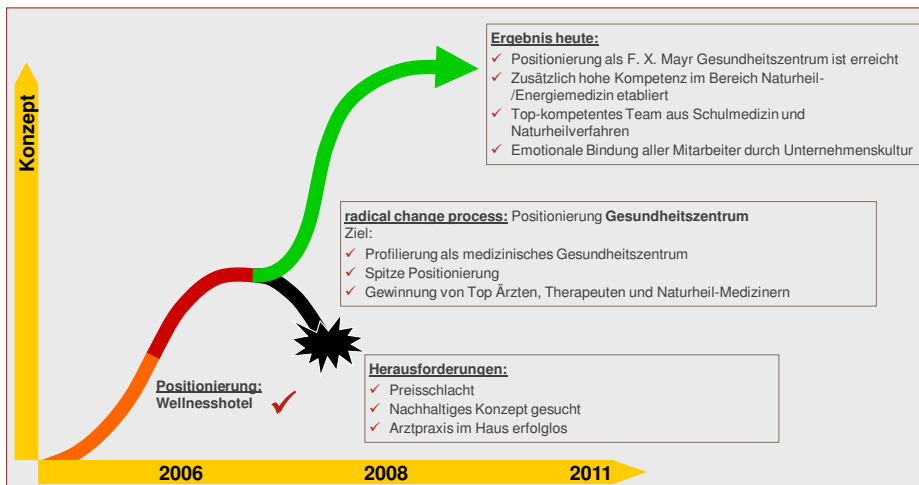 Ergebnis heute:
✓ Positionierung als F. X. Mayr Gesundheitszentrum ist erreicht
✓ Zusätzlich hohe Kompetenz im Bereich Naturheil-
/Energiemedizin etabliert
✓ Top-kompetentes Team aus Schulmedizin und
Naturheilverfahren
✓ Emotionale Bindung aller Mitarbeiter durch Unternehmenskultur
Konzept
radical change process: Positionierung Gesundheitszentrum
Ziel:
✓ Profilierung als medizinisches Gesundheitszentrum
✓ Spitze Positionierung
✓ Gewinnung von Top Ärzten, Therapeuten und Naturheil-Medizinern
Positionierung:
Wellnesshotel ✓
Herausforderungen:
✓ Preisschlacht
✓ Nachhaltiges Konzept gesucht
✓ Arztpraxis im Haus erfolglos
2006 2008 2011